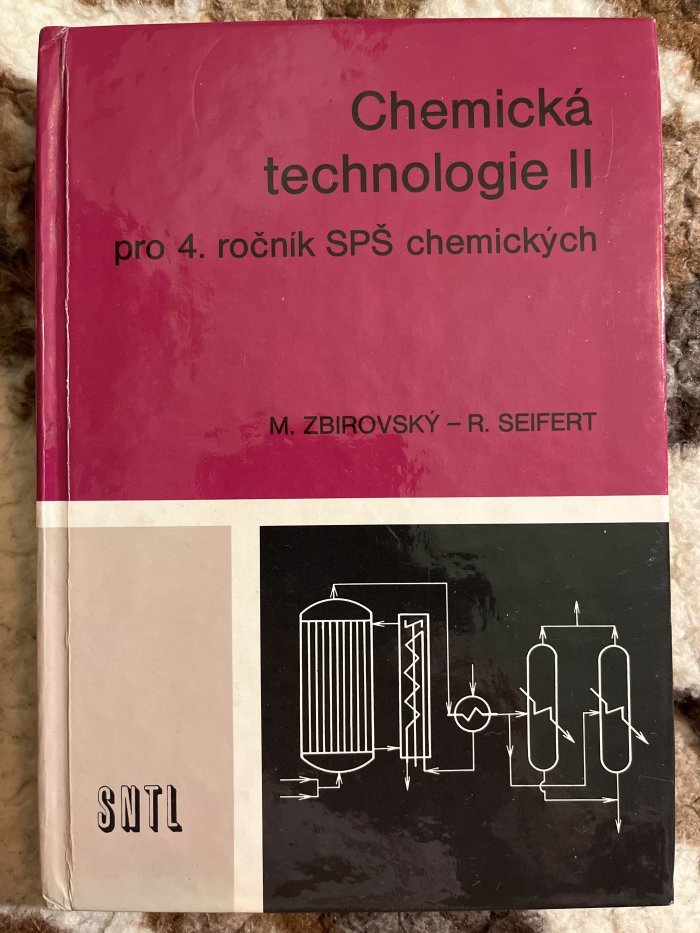 Chemická
technologie II
pro 4. ročník SPŠ chemických
M. ZBIROVSKÝ – R. SEIFERT
SNTL